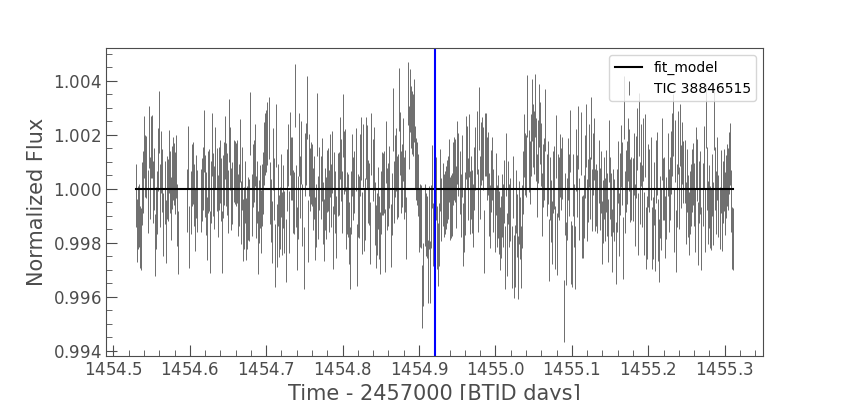 fit_model
TIC 38846515
1.004
1.002
1.000
0.998
0.996
0.994
Normalized Flux
1454.5 1454.6 1454.7 1454.8 1454.9 1455.0 1455.1 1455.2 1455.3
Time - 2457000 [BTJD days]